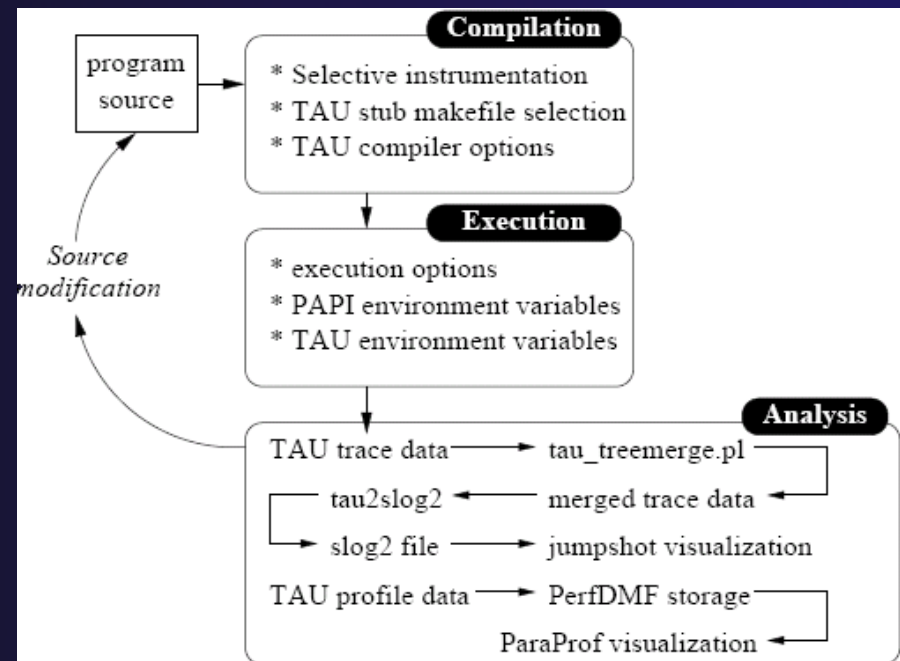 Compilation
program
source
* Selective instrumentation
* TAU stub makefile selection
* TAU compiler options
Execution
Source
modification
* execution options
* PAPI environment variables
* TAU environment variables
Analysis
TAU trace data tau_treemerge.pl
tau2slog2 merged trace data
slog2 file jumpshot visualization
TAU profile data PerfDMF storage
ParaProf visualization